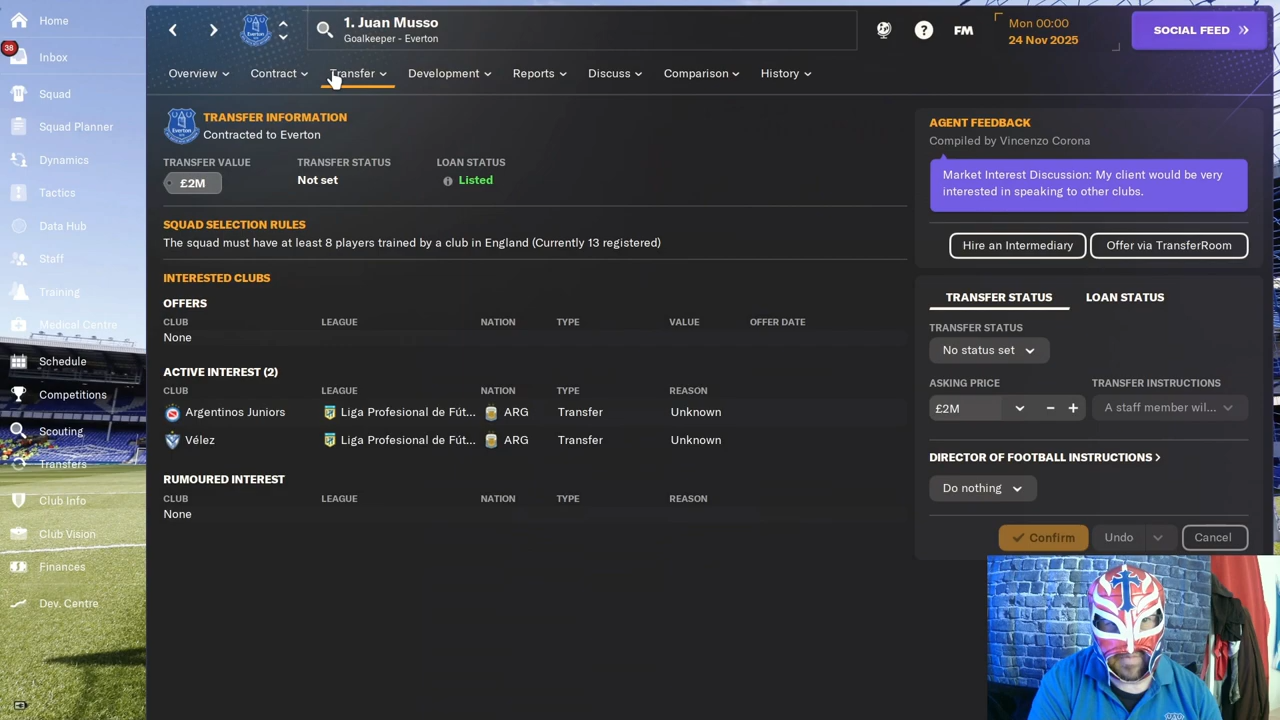 1. Juan Musso
Goalkeeper - Everton
FM
Mon 00:00
24 Nov 2025
SOCIAL FEED
Home
38
Inbox
Squad
Squad Planner
Dynamics
Tactics
Data Hub
Staff
Training
Medical Centre
Schedule
Competitions
Scouting
Transfers
Club Info
Club Vision
Finances
Dev. Centre
Overview
Contract
Transfer
Development
Reports
Discuss
Comparison
History
TRANSFER INFORMATION
Contracted to Everton
TRANSFER VALUE TRANSFER STATUS LOAN STATUS
£2M Not set Listed
SQUAD SELECTION RULES
The squad must have at least 8 players trained by a club in England (Currently 13 registered)
INTERESTED CLUBS
OFFERS
CLUB LEAGUE NATION TYPE VALUE OFFER DATE
None
ACTIVE INTEREST (2)
CLUB LEAGUE NATION TYPE REASON
Argentinos Juniors Liga Profesional de Fút... ARG Transfer Unknown
Vélez Liga Profesional de Fút... ARG Transfer Unknown
RUMOURED INTEREST
CLUB LEAGUE NATION TYPE REASON
None
AGENT FEEDBACK
Compiled by Vincenzo Corona
Market Interest Discussion: My client would be very
interested in speaking to other clubs.
Hire an Intermediary
Offer via TransferRoom
TRANSFER STATUS LOAN STATUS
TRANSFER STATUS
No status set
ASKING PRICE TRANSFER INSTRUCTIONS
£2M - + A staff member wil...
DIRECTOR OF FOOTBALL INSTRUCTIONS >
Do nothing
Confirm Undo Cancel